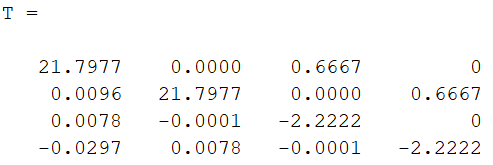 T =
21.7977 0.0000 0.6667 0
0.0096 21.7977 0.0000 0.6667
0.0078 -0.0001 -2.2222 0
-0.0297 0.0078 -0.0001 -2.2222